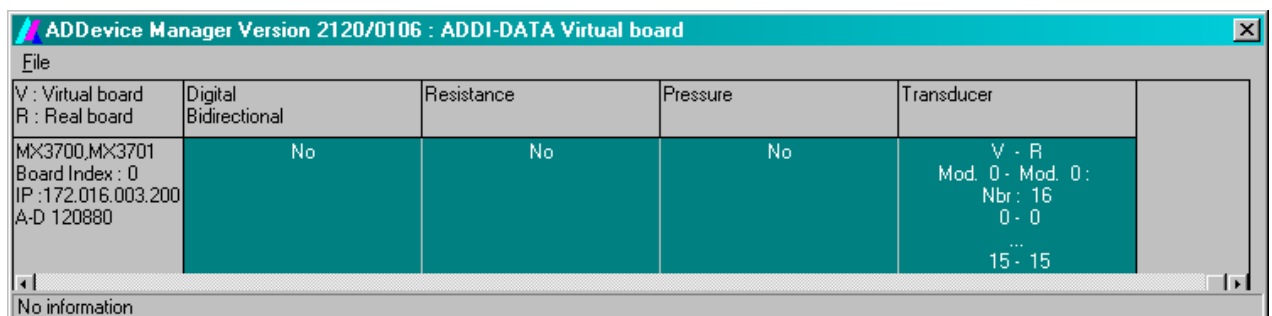 ADDevice Manager Version 2120/0106 : ADDI-DATA Virtual board
File
V : Virtual board
R : Real board
Digital
Bidirectional
Resistance
Pressure
Transducer
MX3700,MX3701
Board Index : 0
IP :172.016.003.200
A-D 120880
No
No
No
V - R
Mod. 0 - Mod. 0 :
Nbr : 16
0 - 0
...
15 - 15
No information